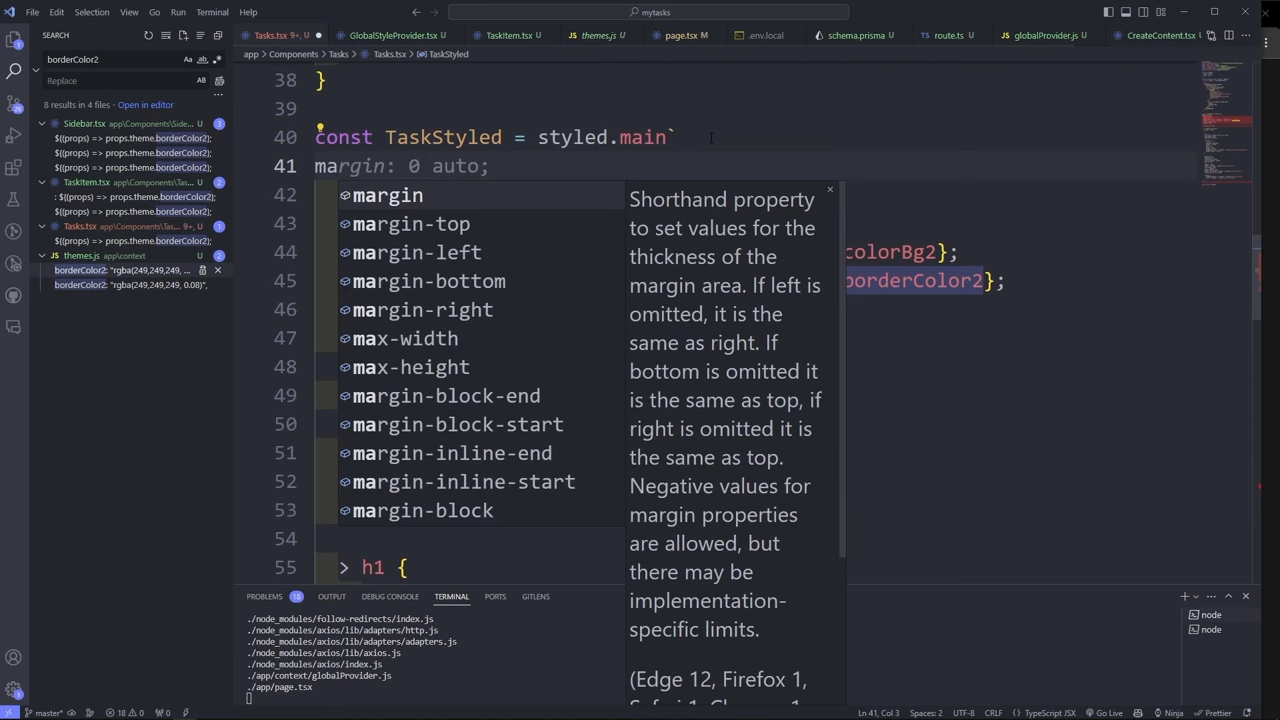 File Edit Selection View Go Run Terminal Help
mytasks
SEARCH
borderColor2
Aa ab .*
Replace
AB
8 results in 4 files - Open in editor
Sidebar.tsx app\Components\Side... U 3
${(props) => props.theme.borderColor2};
${(props) => props.theme.borderColor2};
${(props) => props.theme.borderColor2};
TaskItem.tsx app\Components\Tas... U 2
: ${(props) => props.theme.borderColor2};
${(props) => props.theme.borderColor2};
Tasks.tsx app\Components\T... 9+, U 1
${(props) => props.theme.borderColor2};
themes.js app\context U 2
borderColor2: "rgba(249,249,249, ...
borderColor2: "rgba(249,249,249, 0.08)",
Tasks.tsx 9+, U
GlobalStyleProvider.tsx U
TaskItem.tsx U
themes.js U
page.tsx M
.env.local
schema.prisma U
route.ts U
globalProvider.js U
CreateContent.tsx
app > Components > Tasks > Tasks.tsx > TaskStyled
38 }
39
40 const TaskStyled = styled.main`
41 margin: 0 auto;
42
43
44 colorBg2};
45 borderColor2};
46
47
48
49
50
51
52
53
54
55 > h1 {
margin
margin-top
margin-left
margin-bottom
margin-right
max-width
max-height
margin-block-end
margin-block-start
margin-inline-end
margin-inline-start
margin-block
Shorthand property
to set values for the
thickness of the
margin area. If left is
omitted, it is the
same as right. If
bottom is omitted it
is the same as top, if
right is omitted it is
the same as top.
Negative values for
margin properties
are allowed, but
there may be
implementation-
specific limits.
(Edge 12, Firefox 1,
PROBLEMS 18 OUTPUT DEBUG CONSOLE TERMINAL PORTS GITLENS
./node_modules/follow-redirects/index.js
./node_modules/axios/lib/adapters/http.js
./node_modules/axios/lib/adapters/adapters.js
./node_modules/axios/lib/axios.js
./node_modules/axios/index.js
./app/context/globalProvider.js
./app/page.tsx
node
node
26
1
master* 18 0 0 Ln 41, Col 3 Spaces: 2 UTF-8 CRLF TypeScript JSX Go Live Ninja Prettier